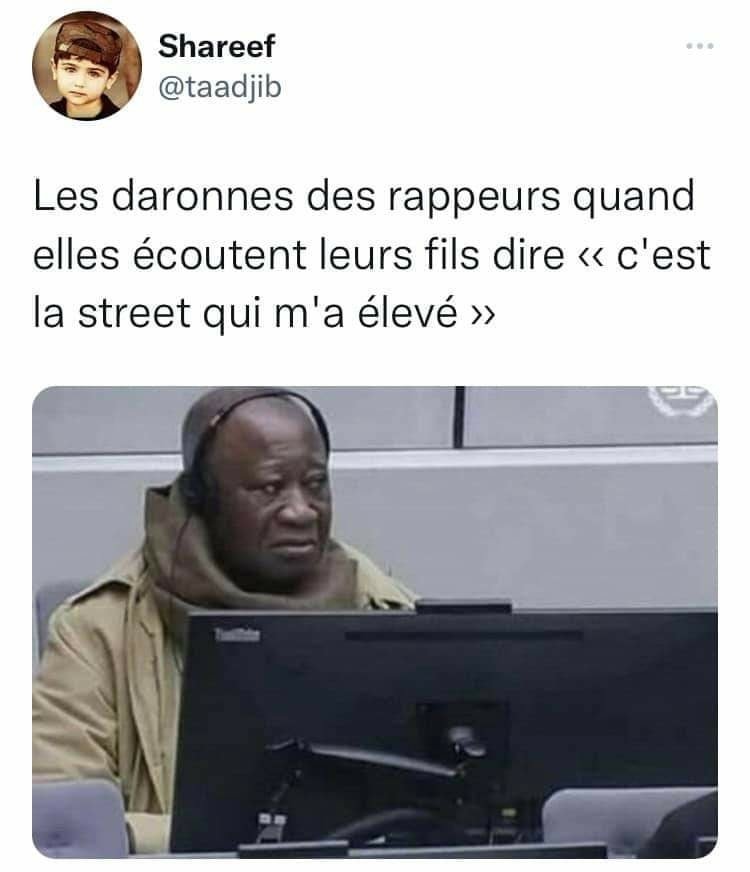 Shareef
@taadjib
Les daronnes des rappeurs quand
elles écoutent leurs fils dire « c'est
la street qui m'a élevé »